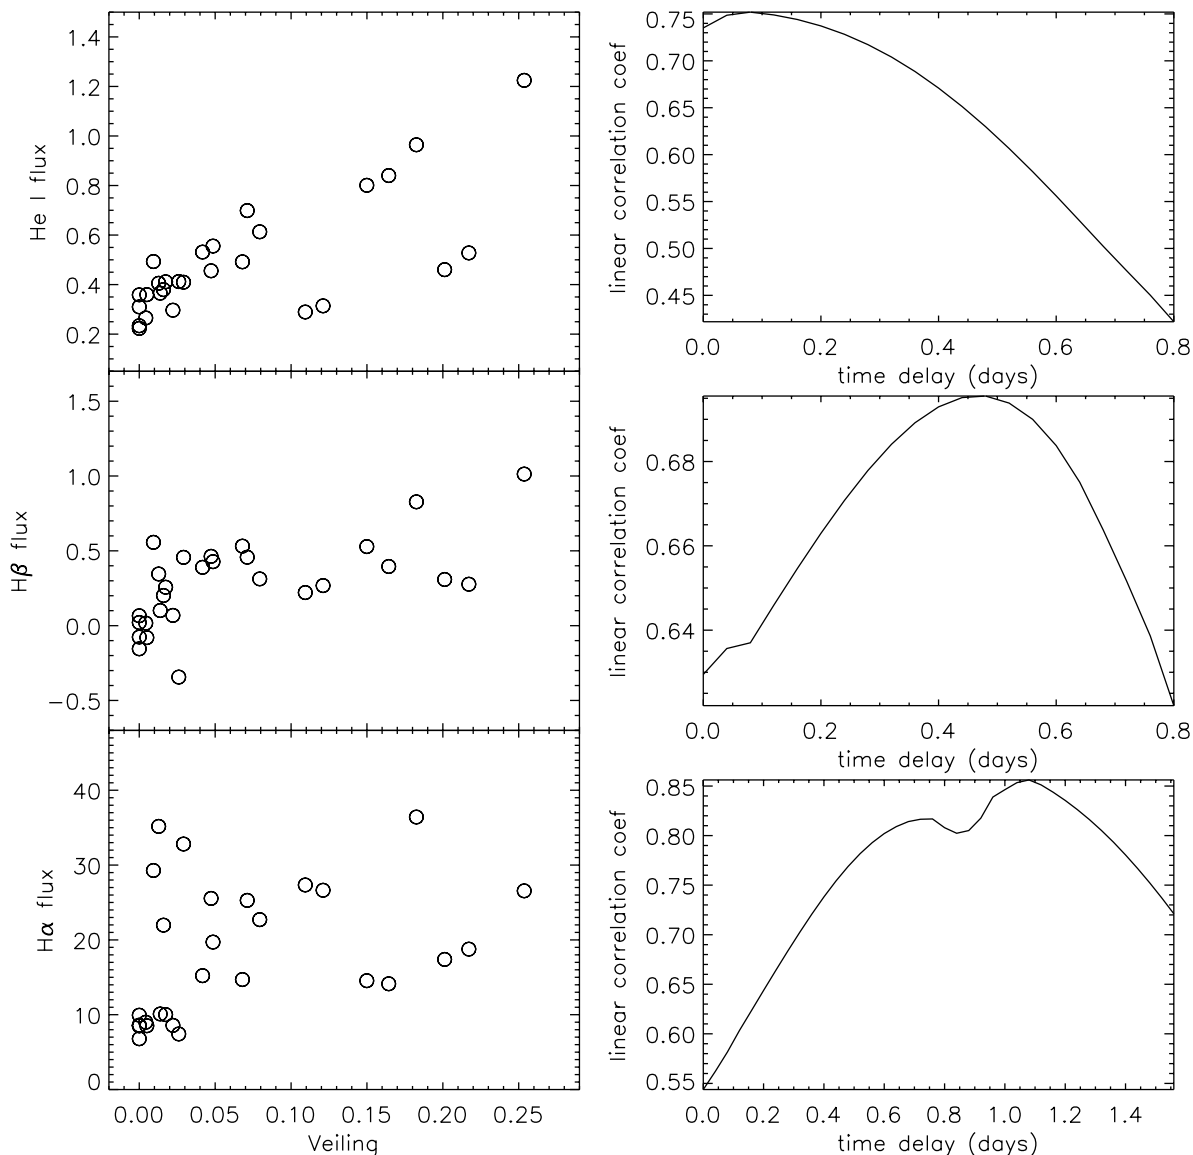 1.4
1.2
1.0
0.8
0.6
0.4
0.2
He I flux
1.5
1.0
0.5
0.0
−0.5
Hβ flux
40
30
20
10
0
Hα flux
0.00 0.05 0.10 0.15 0.20 0.25
Veiling
0.75
0.70
0.65
0.60
0.55
0.50
0.45
linear correlation coef
0.0 0.2 0.4 0.6 0.8
time delay (days)
0.68
0.66
0.64
linear correlation coef
0.0 0.2 0.4 0.6 0.8
time delay (days)
0.85
0.80
0.75
0.70
0.65
0.60
0.55
linear correlation coef
0.0 0.2 0.4 0.6 0.8 1.0 1.2 1.4
time delay (days)